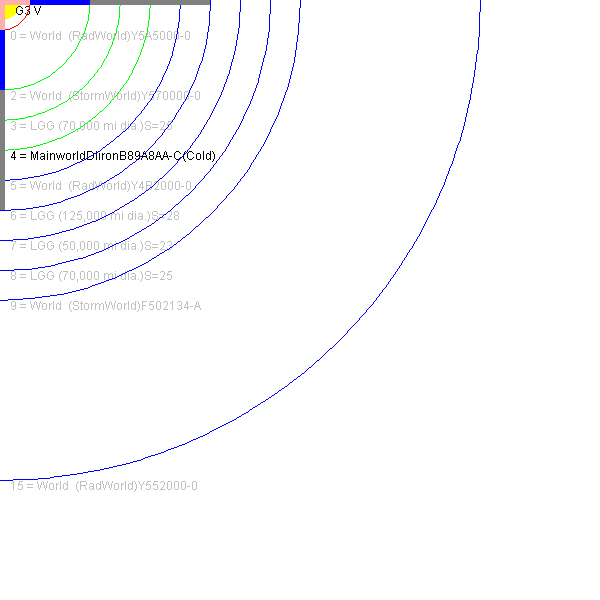 G3 V
0 = World (RadWorld)Y5A5000-0
2 = World (StormWorld)Y570000-0
3 = LGG (70,000 mi dia.)S=25
4 = MainworldDlironB89A8AA-C(Cold)
5 = World (RadWorld)Y4B2000-0
6 = LGG (125,000 mi dia.)S=28
7 = LGG (50,000 mi dia.)S=23
8 = LGG (70,000 mi dia.)S=25
9 = World (StormWorld)F502134-A
15 = World (RadWorld)Y552000-0